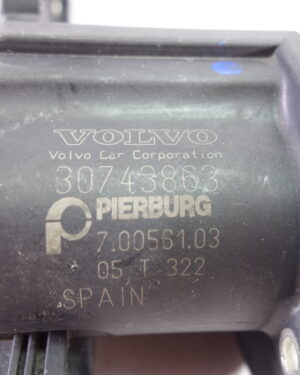 VOLVO
Volvo Car Corporation
30743863
PIERBURG
7.00561.03
05 T 322
"SPAIN"